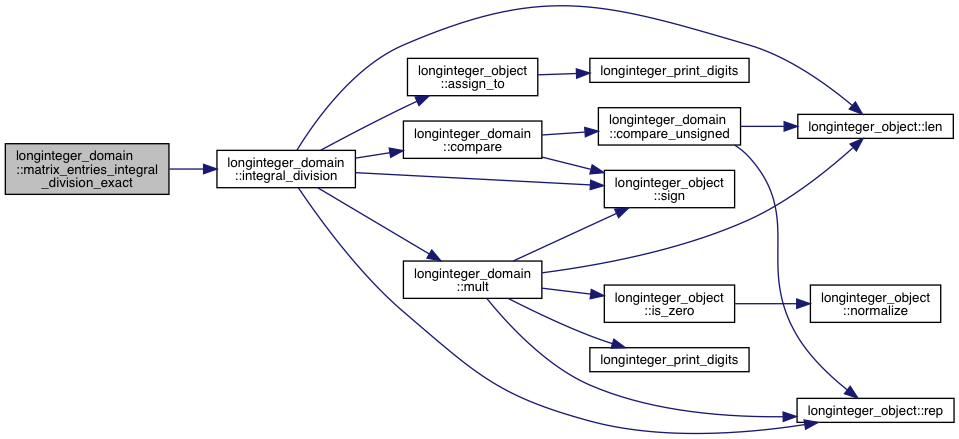 longinteger_domain
::matrix_entries_integral
_division_exact
longinteger_domain
::integral_division
longinteger_object
::assign_to
longinteger_print_digits
longinteger_domain
::compare
longinteger_domain
::compare_unsigned
longinteger_object::len
longinteger_object
::sign
longinteger_domain
::mult
longinteger_object
::is_zero
longinteger_object
::normalize
longinteger_print_digits
longinteger_object::rep